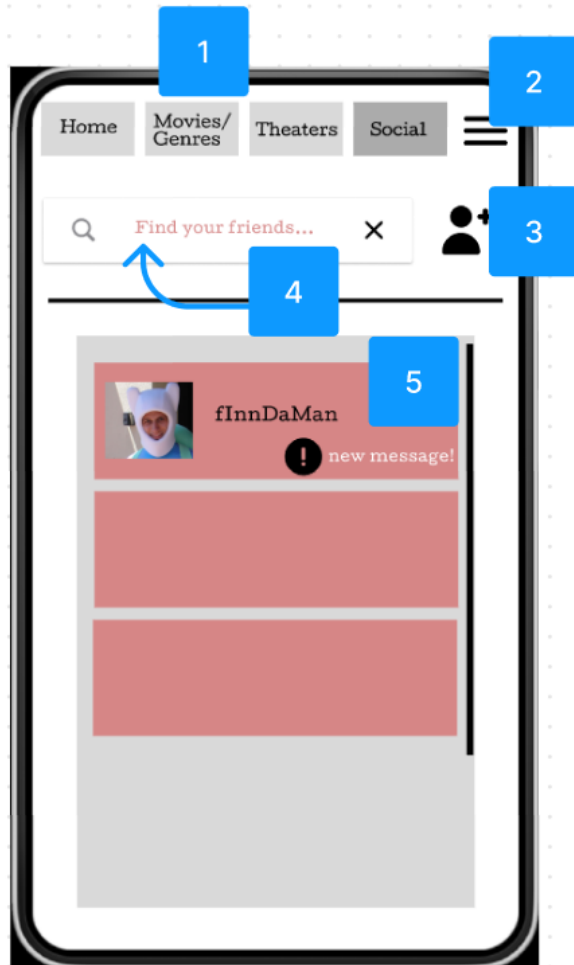 1
2
Home
Movies/
Genres
Theaters
Social
Find your friends...
3
4
5
fInnDaMan
! new message!